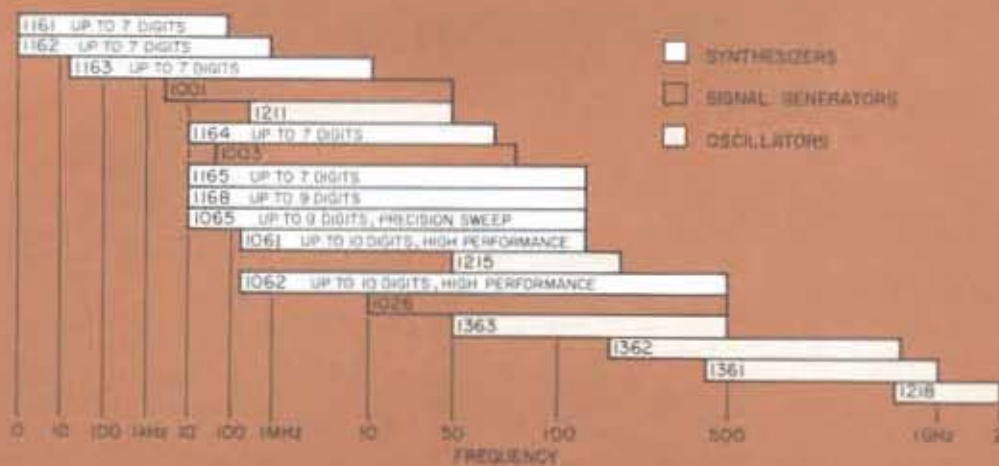 1161 UP TO 7 DIGITS
1162 UP TO 7 DIGITS
1163 UP TO 7 DIGITS
1001
1211
1164 UP TO 7 DIGITS
1003
1165 UP TO 7 DIGITS
1168 UP TO 9 DIGITS
1065 UP TO 9 DIGITS, PRECISION SWEEP
1061 UP TO 10 DIGITS, HIGH PERFORMANCE
1215
1062 UP TO 10 DIGITS, HIGH PERFORMANCE
1026
1363
1362
1361
1218
SYNTHESIZERS
SIGNAL GENERATORS
OSCILLATORS
0 10 100 1kHz 10 100 1MHz 10 50 100 500 1GHz 2
FREQUENCY